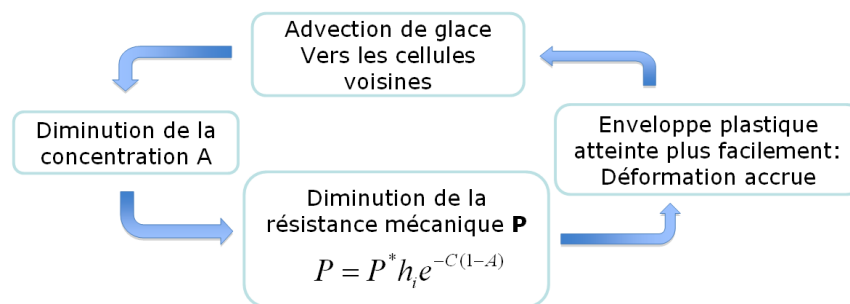 Advection de glace
Vers les cellules
voisines
Diminution de la
concentration A
Diminution de la
résistance mécanique P
P = P* hᵢ e^{-C(1-A)}
Enveloppe plastique
atteinte plus facilement:
Déformation accrue